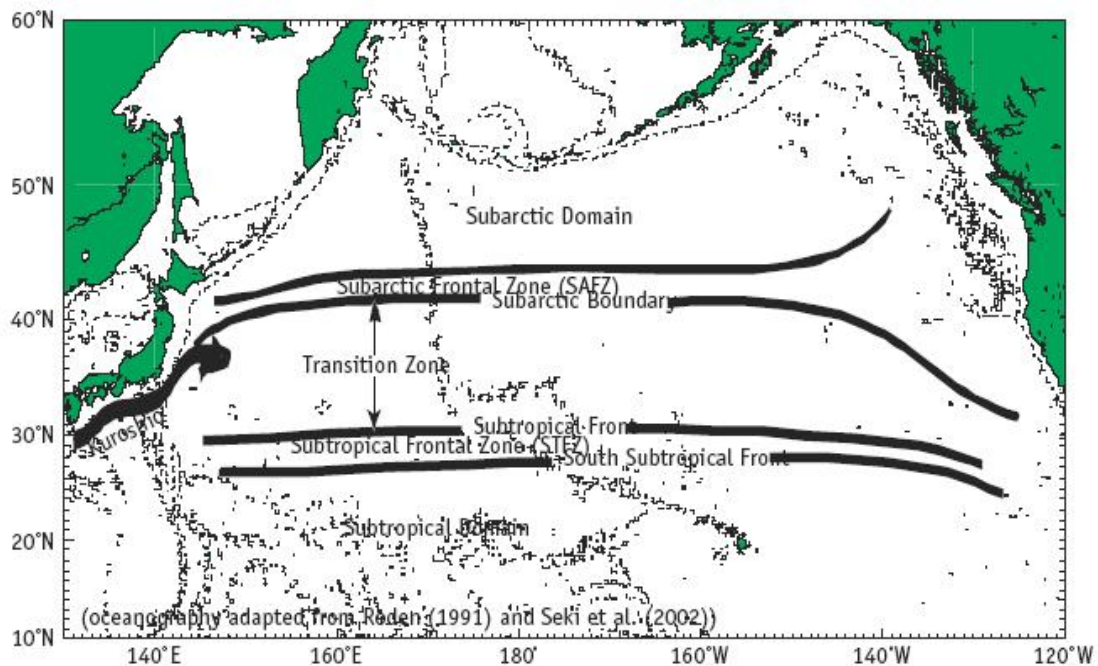 60°N
50°N
Subarctic Domain
Subarctic Frontal Zone (SAFZ)
Subarctic Boundary
40°N
Transition Zone
Subtropical Front
30°N
Kuroshio
Subtropical Frontal Zone (STFZ)
South Subtropical Front
Subtropical Domain
20°N
(oceanography adapted from Roden (1991) and Seki et al. (2002))
10°N
140°E
160°E
180°
160°W
140°W
120°W